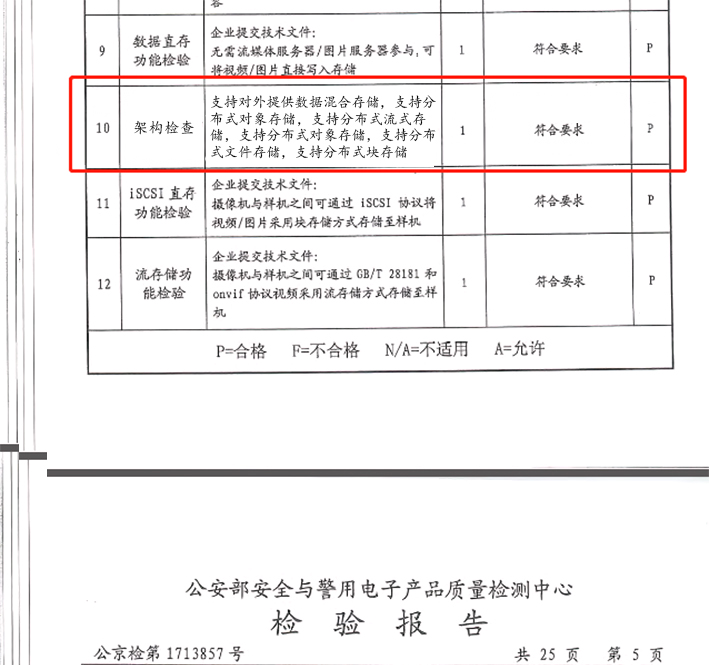 容
9 数据直存功能检验 企业提交技术文件: 1 符合要求 P
无需流媒体服务器/图片服务器参与,可
将视频/图片直接写入存储
10 架构检查 支持对外提供数据混合存储，支持分 1 符合要求 P
布式对象存储，支持分布式流式存
储，支持分布式对象存储，支持分布
式文件存储，支持分布式块存储
11 iSCSI直存功能检验 企业提交技术文件: 1 符合要求 P
摄像机与样机之间可通过 iSCSI 协议将
视频/图片采用块存储方式存储至样机
12 流存储功能检验 企业提交技术文件: 1 符合要求 P
摄像机与样机之间可通过 GB/T 28181 和
onvif 协议视频采用流存储方式存储至样
机
P=合格 F=不合格 N/A=不适用 A=允许
公安部安全与警用电子产品质量检测中心
检 验 报 告
公京检第 1713857 号 共 25 页 第 5 页